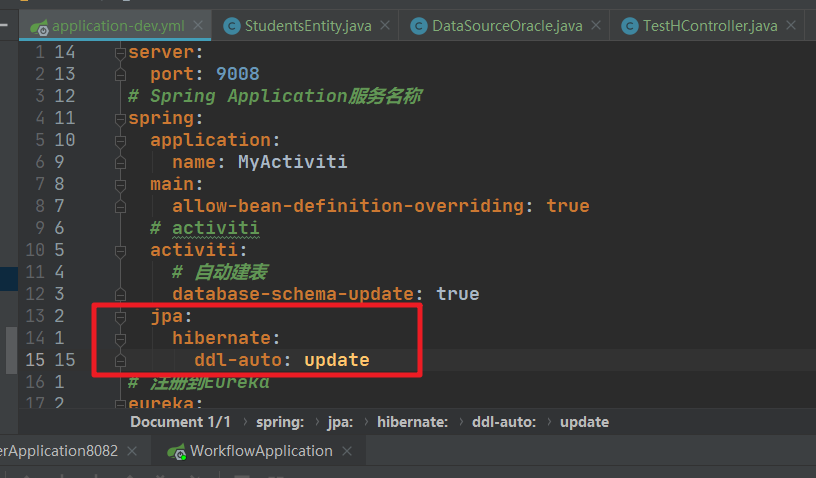 application-dev.yml StudentsEntity.java DataSourceOracle.java TestHController.java
1 14 server:
2 13 port: 9008
3 12 # Spring Application服务名称
4 11 spring:
5 10 application:
6 9 name: MyActiviti
7 8 main:
8 7 allow-bean-definition-overriding: true
9 6 # activiti
10 5 activiti:
11 4 # 自动建表
12 3 database-schema-update: true
13 2 jpa:
14 1 hibernate:
15 15 ddl-auto: update
16 1 # 注册到Eureka
17 2 eureka:
Document 1/1 spring: jpa: hibernate: ddl-auto: update
erApplication8082 WorkflowApplication